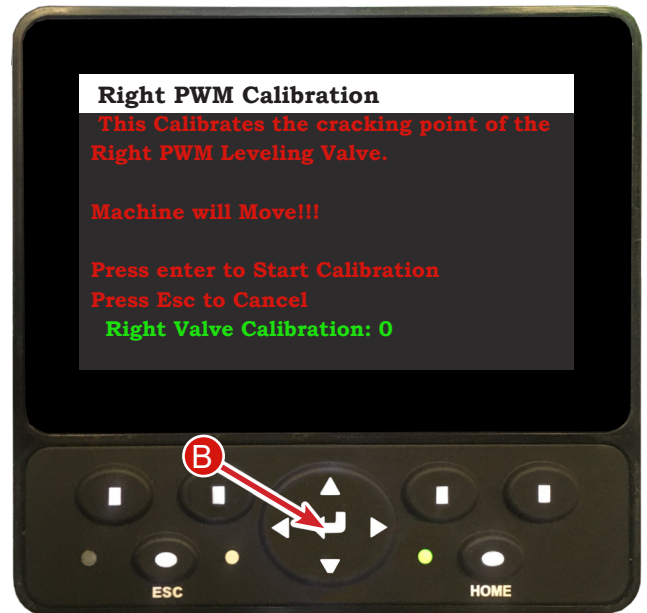 Right PWM Calibration
This Calibrates the cracking point of the
Right PWM Leveling Valve.
Machine will Move!!!
Press enter to Start Calibration
Press Esc to Cancel
Right Valve Calibration: 0
B
ESC
HOME